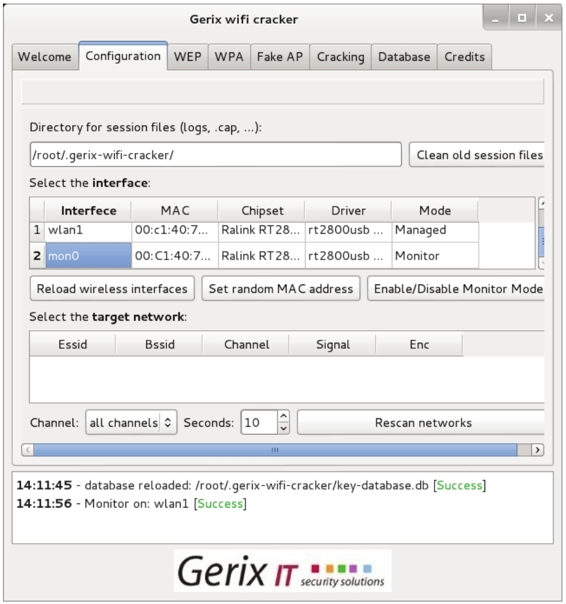 Gerix wifi cracker
Welcome Configuration WEP WPA Fake AP Cracking Database Credits
Directory for session files (logs, .cap, ...):
/root/.gerix-wifi-cracker/ Clean old session files
Select the interface:
Interfece MAC Chipset Driver Mode
1 wlan1 00:c1:40:7... Ralink RT28... rt2800usb ... Managed
2 mon0 00:C1:40:7... Ralink RT28... rt2800usb ... Monitor
Reload wireless interfaces Set random MAC address Enable/Disable Monitor Mode
Select the target network:
Essid Bssid Channel Signal Enc
Channel: all channels Seconds: 10 Rescan networks
14:11:45 - database reloaded: /root/.gerix-wifi-cracker/key-database.db [Success]
14:11:56 - Monitor on: wlan1 [Success]
Gerix IT security solutions